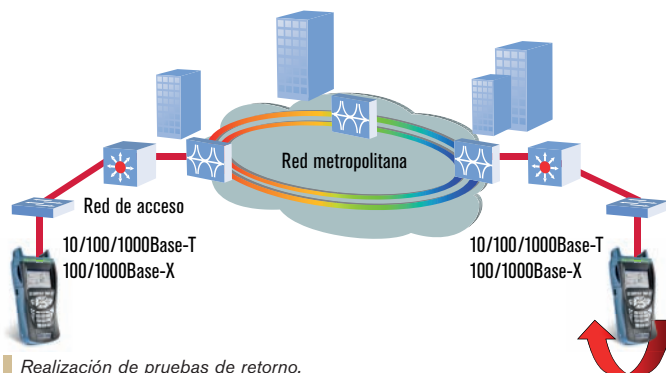 Red metropolitana
Red de acceso
10/100/1000Base-T
100/1000Base-X
10/100/1000Base-T
100/1000Base-X
Realización de pruebas de retorno.